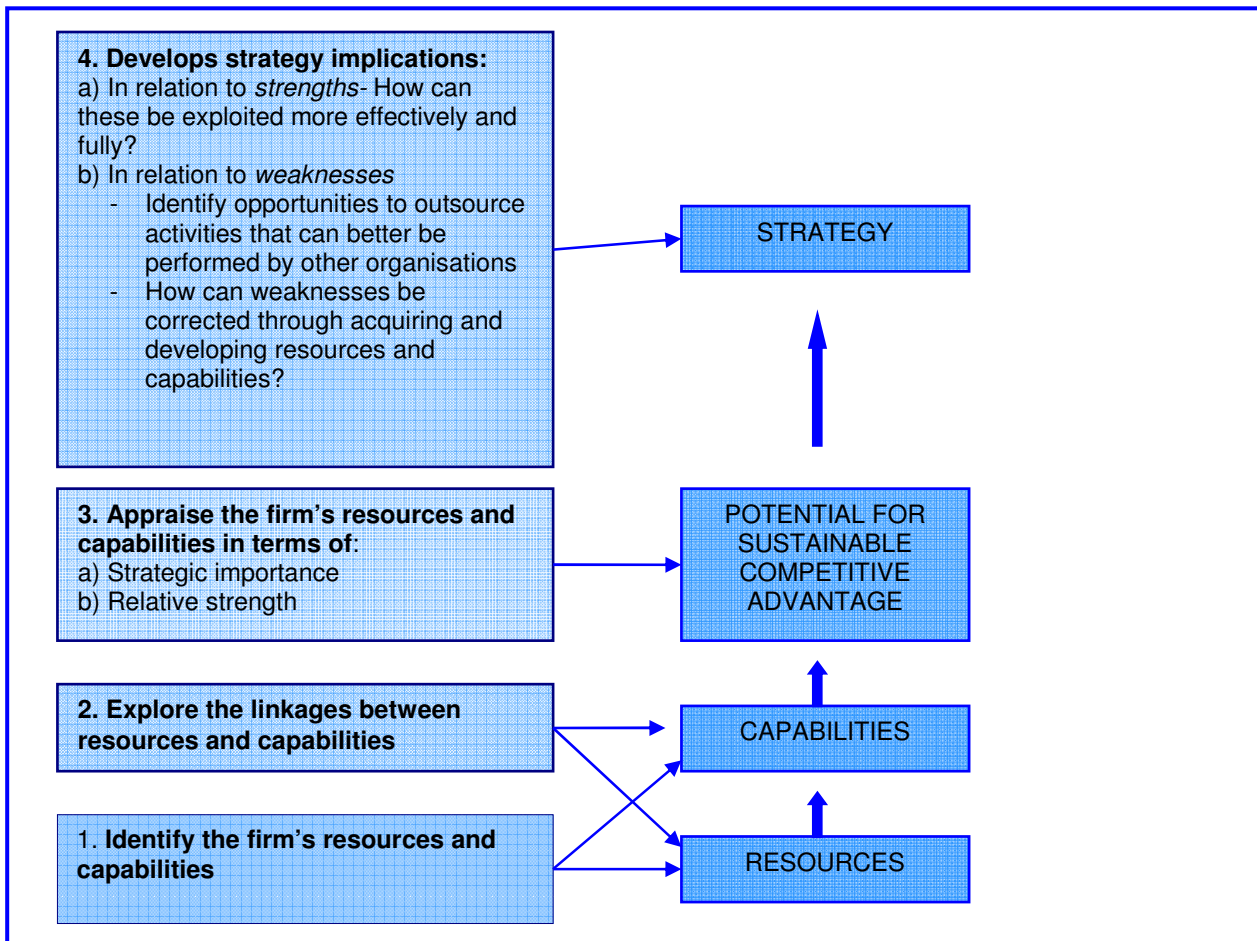 4. Develops strategy implications:
a) In relation to strengths- How can
these be exploited more effectively and
fully?
b) In relation to weaknesses
- Identify opportunities to outsource
activities that can better be
performed by other organisations
- How can weaknesses be
corrected through acquiring and
developing resources and
capabilities?
STRATEGY
3. Appraise the firm's resources and
capabilities in terms of:
a) Strategic importance
b) Relative strength
POTENTIAL FOR
SUSTAINABLE
COMPETITIVE
ADVANTAGE
2. Explore the linkages between
resources and capabilities
CAPABILITIES
1. Identify the firm's resources and
capabilities
RESOURCES